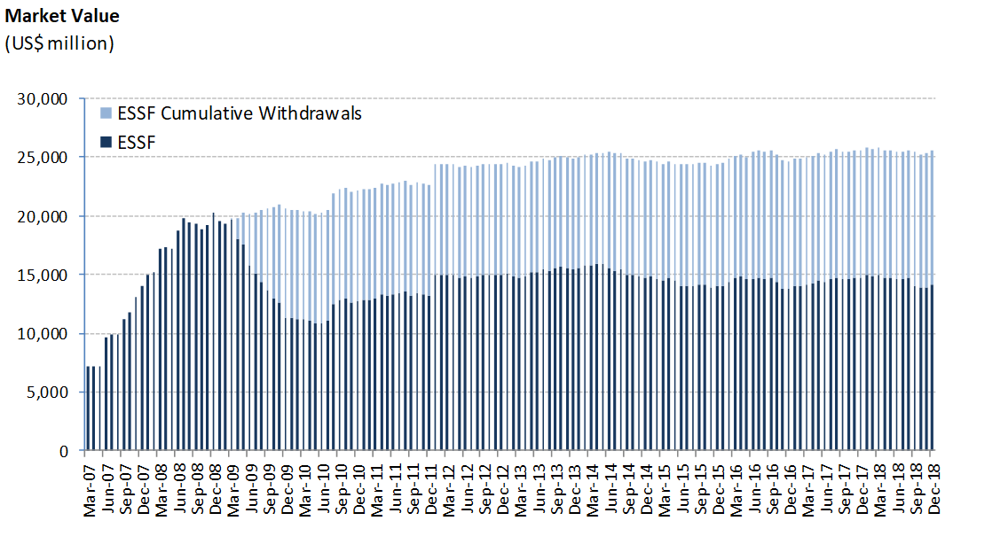 Market Value
(US$ million)
30,000
ESSF Cumulative Withdrawals
ESSF
25,000
20,000
15,000
10,000
5,000
0
Mar-07
Jun-07
Sep-07
Dec-07
Mar-08
Jun-08
Sep-08
Dec-08
Mar-09
Jun-09
Sep-09
Dec-09
Mar-10
Jun-10
Sep-10
Dec-10
Mar-11
Jun-11
Sep-11
Dec-11
Mar-12
Jun-12
Sep-12
Dec-12
Mar-13
Jun-13
Sep-13
Dec-13
Mar-14
Jun-14
Sep-14
Dec-14
Mar-15
Jun-15
Sep-15
Dec-15
Mar-16
Jun-16
Sep-16
Dec-16
Mar-17
Jun-17
Sep-17
Dec-17
Mar-18
Jun-18
Sep-18
Dec-18